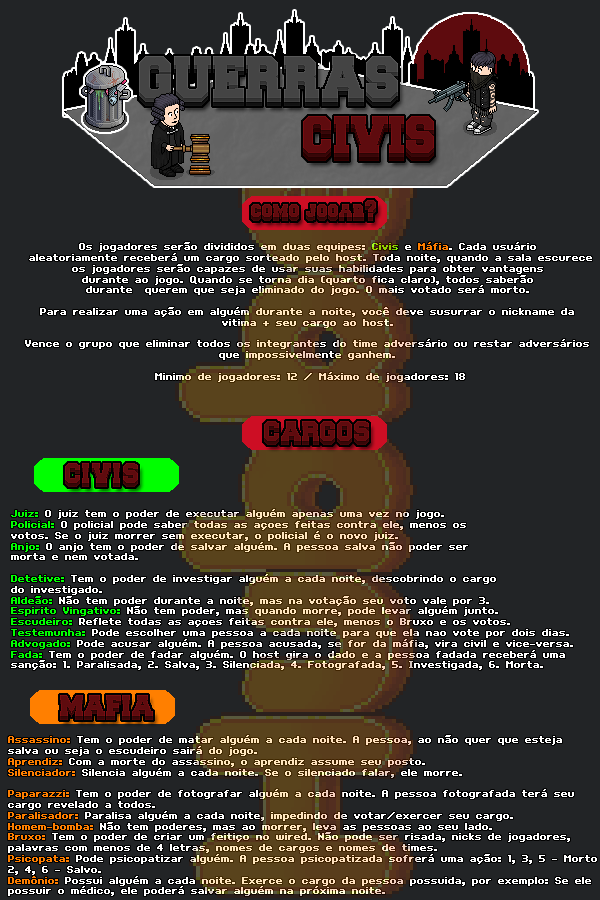 GUERRAS
CIVIS
COMO JOGAR?
Os jogadores serão divididos em duas equipes: Civis e Máfia. Cada usuário
aleatoriamente receberá um cargo sorteado pelo host. Toda noite, quando a sala escurece
os jogadores serão capazes de usar suas habilidades para obter vantagens
durante ao jogo. Quando se torna dia (quarto fica claro), todos saberão
durante querem que seja eliminado do jogo. O mais votado será morto.
Para realizar uma ação em alguém durante a noite, você deve susurrar o nickname da
vitima + seu cargo ao host.
Vence o grupo que eliminar todos os integrantes do time adversário ou restar adversários
que impossivelmente ganhem.
Minimo de jogadores: 12 / Máximo de jogadores: 18
CARGOS
CIVIS
Juiz: O juiz tem o poder de executar alguém apenas uma vez no jogo.
Policial: O policial pode saber todas as açoes feitas contra ele, menos os
votos. Se o juiz morrer sem executar, o policial é o novo juiz.
Anjo: O anjo tem o poder de salvar alguém. A pessoa salva não poder ser
morta e nem votada.
Detetive: Tem o poder de investigar alguém a cada noite, descobrindo o cargo
do investigado.
Aldeão: Não tem poder durante a noite, mas na votação seu voto vale por 3.
Espirito Vingativo: Não tem poder, mas quando morre, pode levar alguém junto.
Escudeiro: Reflete todas as açoes feitas contra ele, menos o Bruxo e os votos.
Testemunha: Pode escolher uma pessoa a cada noite para que ela nao vote por dois dias.
Advogado: Pode acusar alguém. A pessoa acusada, se for da máfia, vira civil e vice-versa.
Fada: Tem o poder de fadar alguém. O host gira o dado e a pessoa fadada receberá uma
sanção: 1. Paralisada, 2. Salva, 3. Silenciada, 4. Fotografada, 5. Investigada, 6. Morta.
MAFIA
Assassino: Tem o poder de matar alguém a cada noite. A pessoa, ao não quer que esteja
salva ou seja o escudeiro sairá do jogo.
Aprendiz: Com a morte do assassino, o aprendiz assume seu posto.
Silenciador: Silencia alguém a cada noite. Se o silenciado falar, ele morre.
Paparazzi: Tem o poder de fotografar alguém a cada noite. A pessoa fotografada terá seu
cargo revelado a todos.
Paralisador: Paralisa alguém a cada noite, impedindo de votar/exercer seu cargo.
Homem-bomba: Não tem poderes, mas ao morrer, leva as pessoas ao seu lado.
Bruxo: Tem o poder de criar um feitiço no wired. Não pode ser risada, nicks de jogadores,
palavras com menos de 4 letras, nomes de cargos e nomes de times.
Psicopata: Pode psicopatizar alguém. A pessoa psicopatizada sofrerá uma ação: 1, 3, 5 - Morto
2, 4, 6 - Salvo.
Demônio: Possui alguém a cada noite. Exerce o cargo da pessoa possuida, por exemplo: Se ele
possuir o médico, ele poderá salvar alguém na próxima noite.